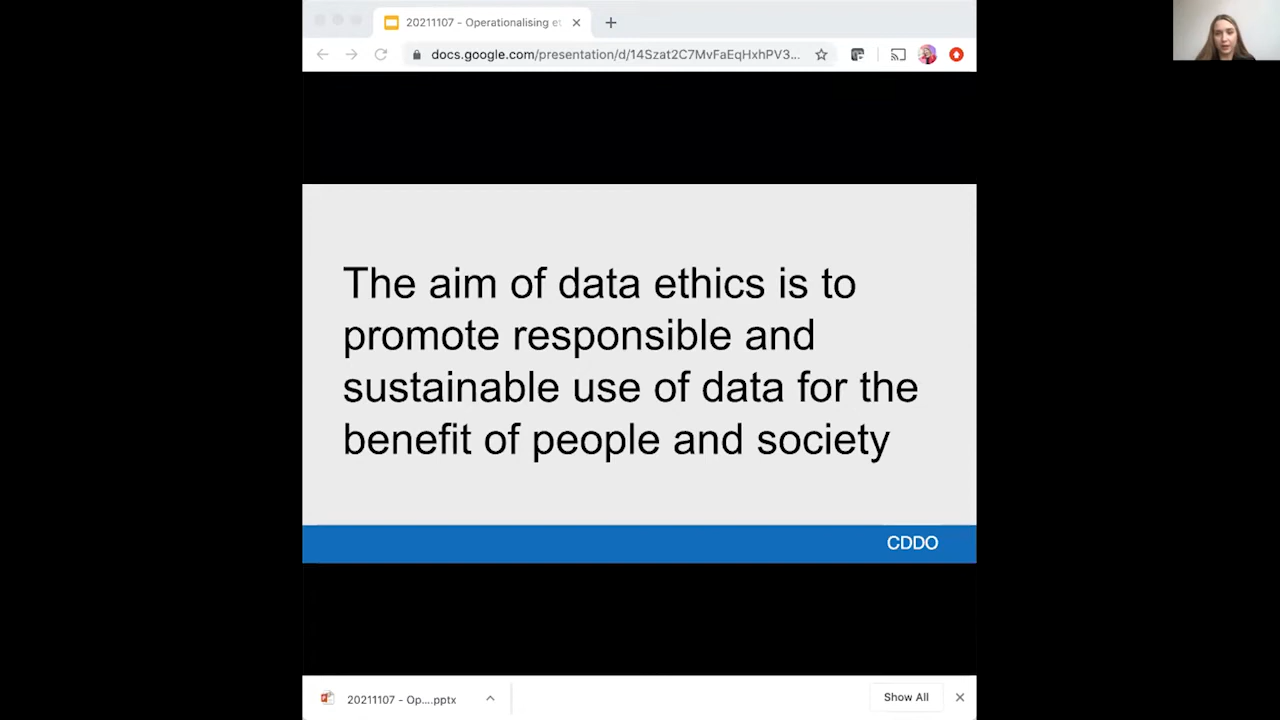 20211107 - Operationalising et
docs.google.com/presentation/d/14Szat2C7MvFaEqHxhPV3...
The aim of data ethics is to
promote responsible and
sustainable use of data for the
benefit of people and society
CDDO
20211107 - Op....pptx
Show All